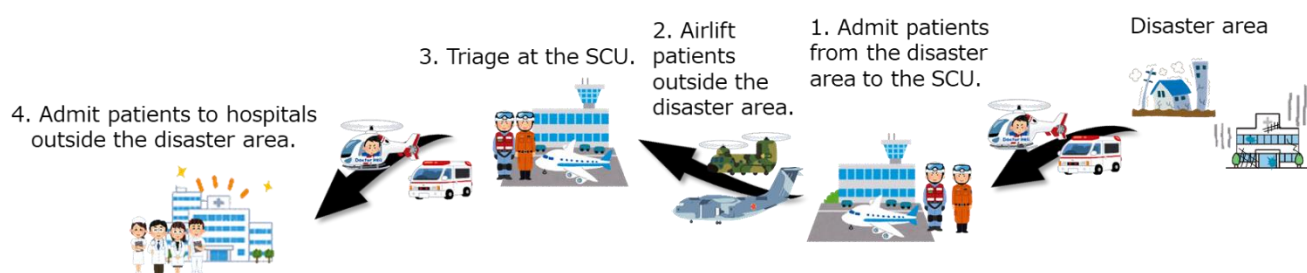 Disaster area
1. Admit patients
from the disaster
area to the SCU.
2. Airlift
patients
outside the
disaster area.
3. Triage at the SCU.
4. Admit patients to hospitals
outside the disaster area.